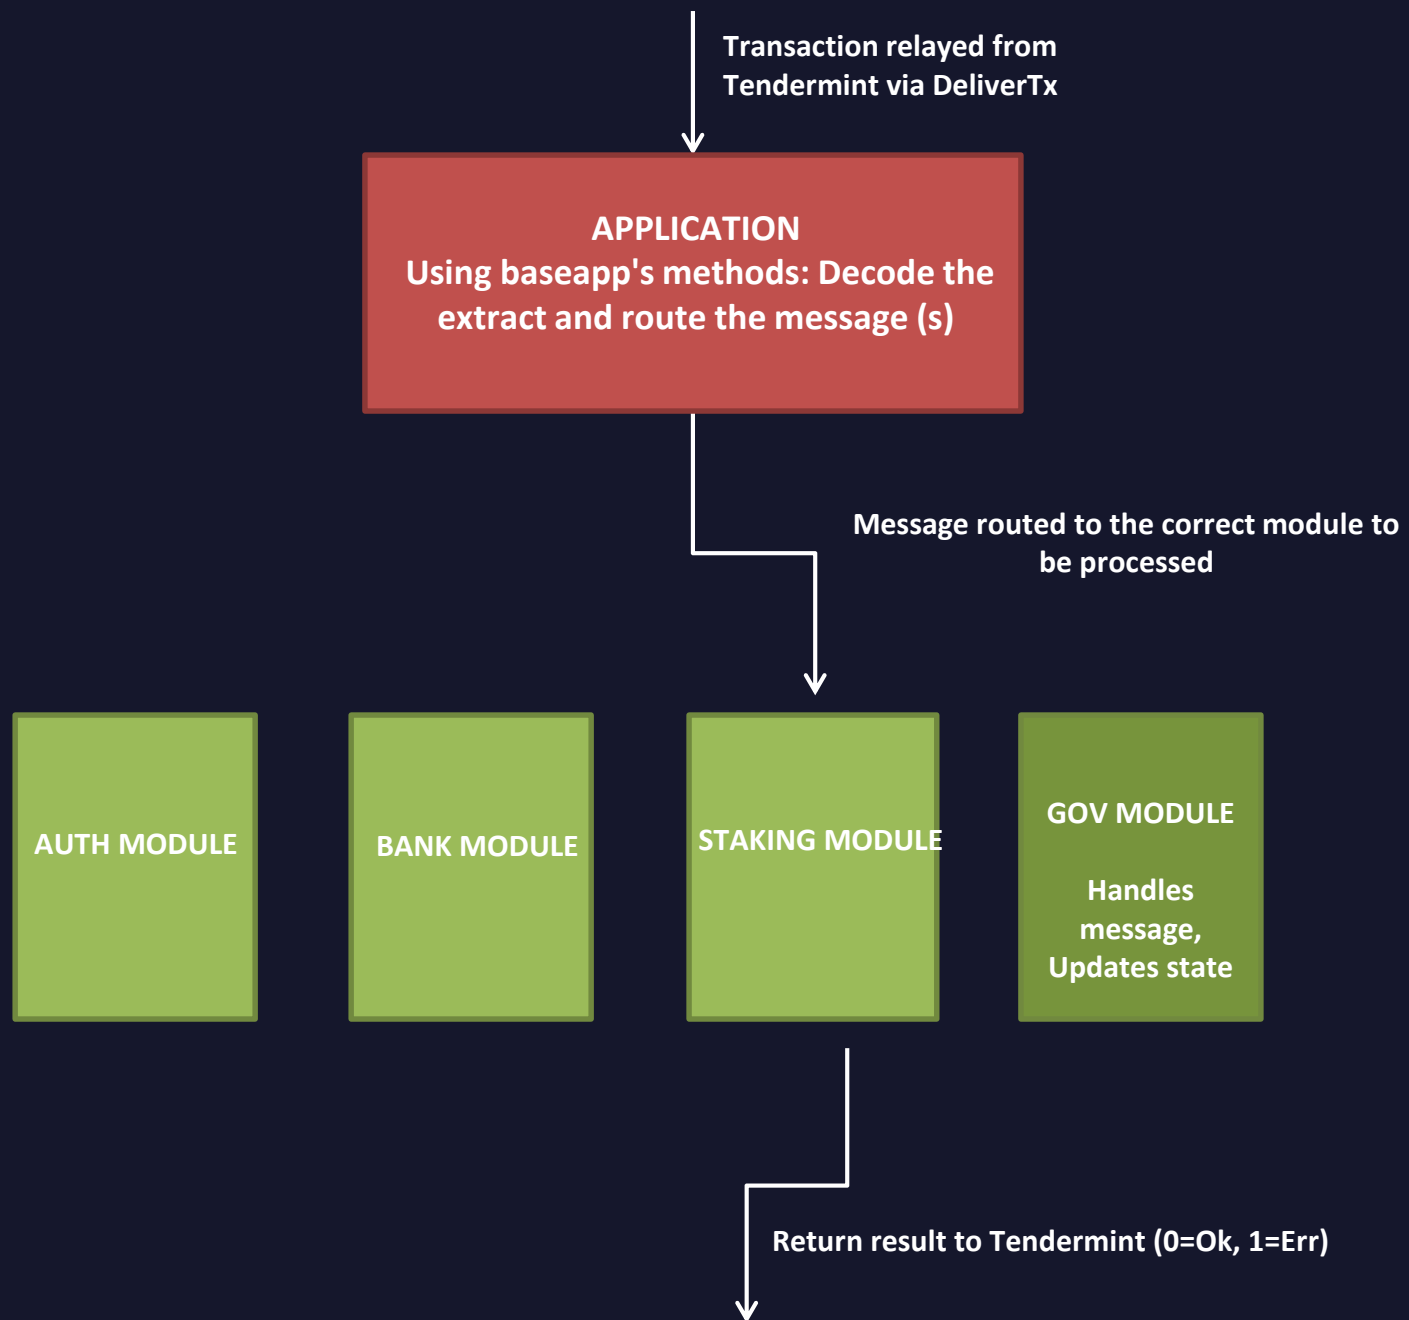 Transaction relayed from
Tendermint via DeliverTx
APPLICATION
Using baseapp's methods: Decode the
extract and route the message (s)
Message routed to the correct module to
be processed
AUTH MODULE
BANK MODULE
STAKING MODULE
GOV MODULE
Handles
message,
Updates state
Return result to Tendermint (0=Ok, 1=Err)